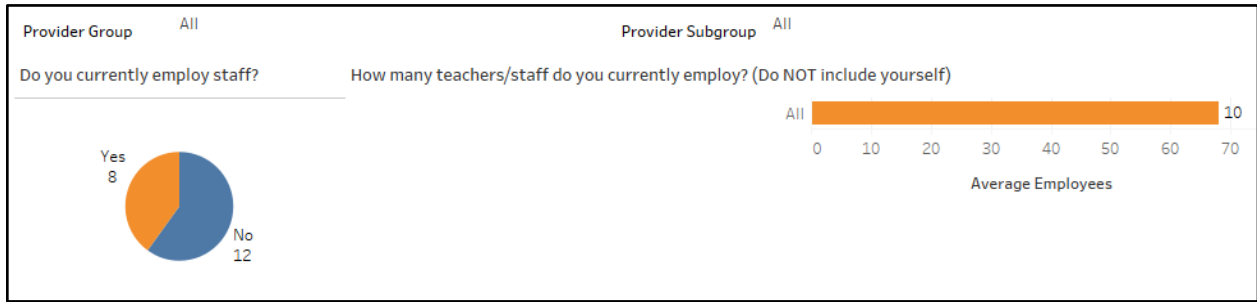 Provider Group All
Provider Subgroup All
Do you currently employ staff?
How many teachers/staff do you currently employ? (Do NOT include yourself)
Yes
8
No
12
All 10
0 10 20 30 40 50 60 70
Average Employees